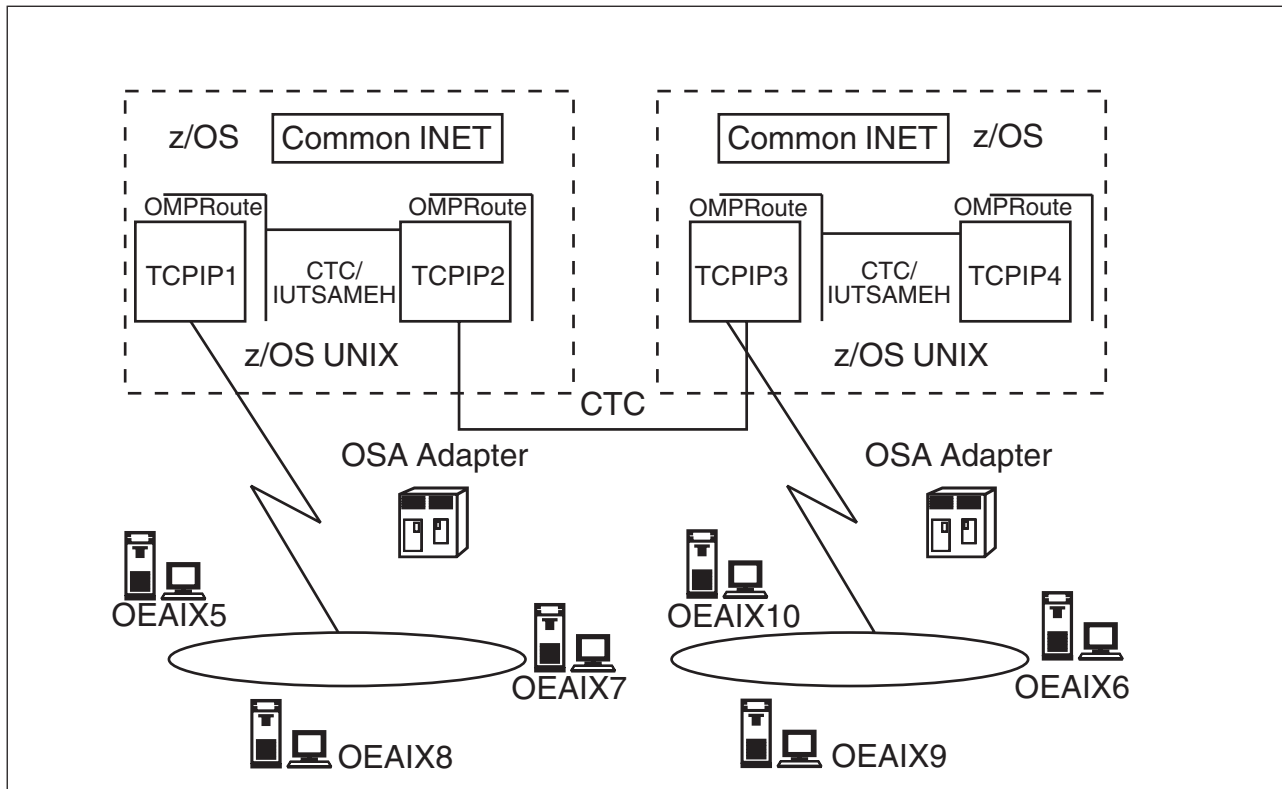 z/OS Common INET
Common INET z/OS
OMPRoute OMPRoute
OMPRoute OMPRoute
TCPIP1 CTC/ IUTSAMEH TCPIP2
TCPIP3 CTC/ IUTSAMEH TCPIP4
z/OS UNIX
z/OS UNIX
CTC
OSA Adapter
OSA Adapter
OEAIX5
OEAIX10
OEAIX7
OEAIX6
OEAIX8
OEAIX9